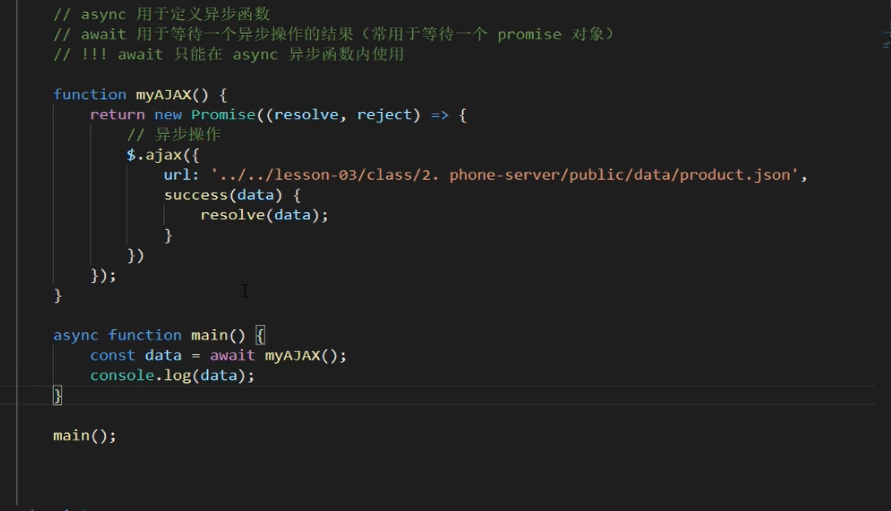 // async 用于定义异步函数
// await 用于等待一个异步操作的结果（常用于等待一个 promise 对象）
// !!! await 只能在 async 异步函数内使用
function myAJAX() {
return new Promise((resolve, reject) => {
// 异步操作
$.ajax({
url: '../../lesson-03/class/2. phone-server/public/data/product.json',
success(data) {
resolve(data);
}
})
});
}
async function main() {
const data = await myAJAX();
console.log(data);
}
main();